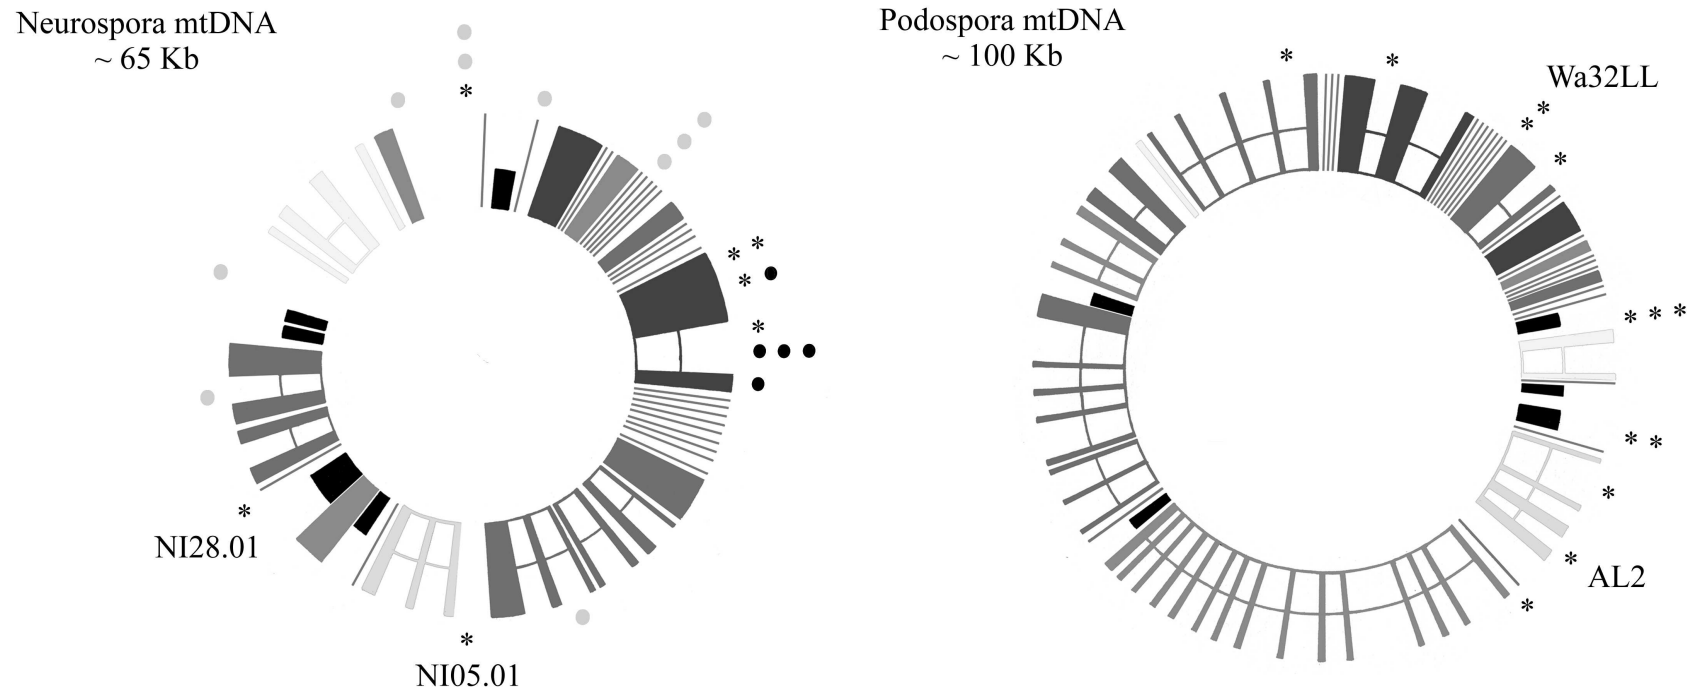 Neurospora mtDNA
~ 65 Kb
Podospora mtDNA
~ 100 Kb
Wa32LL
NI28.01
NI05.01
AL2